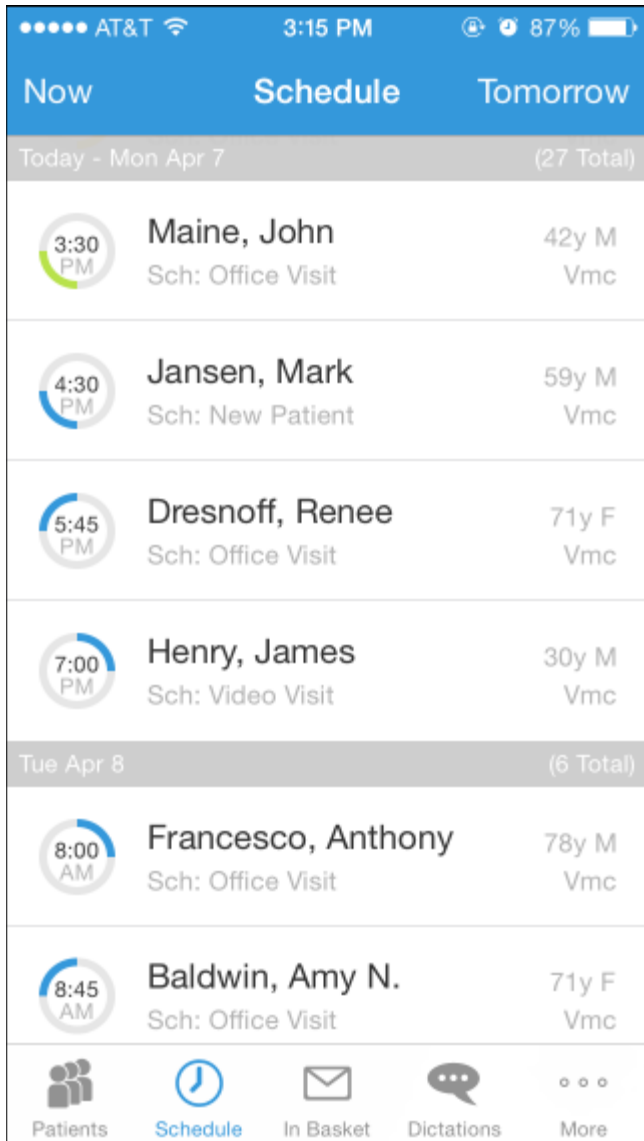 AT&T 3:15 PM 87%
Now Schedule Tomorrow
Today - Mon Apr 7 (27 Total)
3:30 PM Maine, John 42y M
Sch: Office Visit Vmc
4:30 PM Jansen, Mark 59y M
Sch: New Patient Vmc
5:45 PM Dresnoff, Renee 71y F
Sch: Office Visit Vmc
7:00 PM Henry, James 30y M
Sch: Video Visit Vmc
Tue Apr 8 (6 Total)
8:00 AM Francesco, Anthony 78y M
Sch: Office Visit Vmc
8:45 AM Baldwin, Amy N. 71y F
Sch: Office Visit Vmc
Patients Schedule In Basket Dictations More